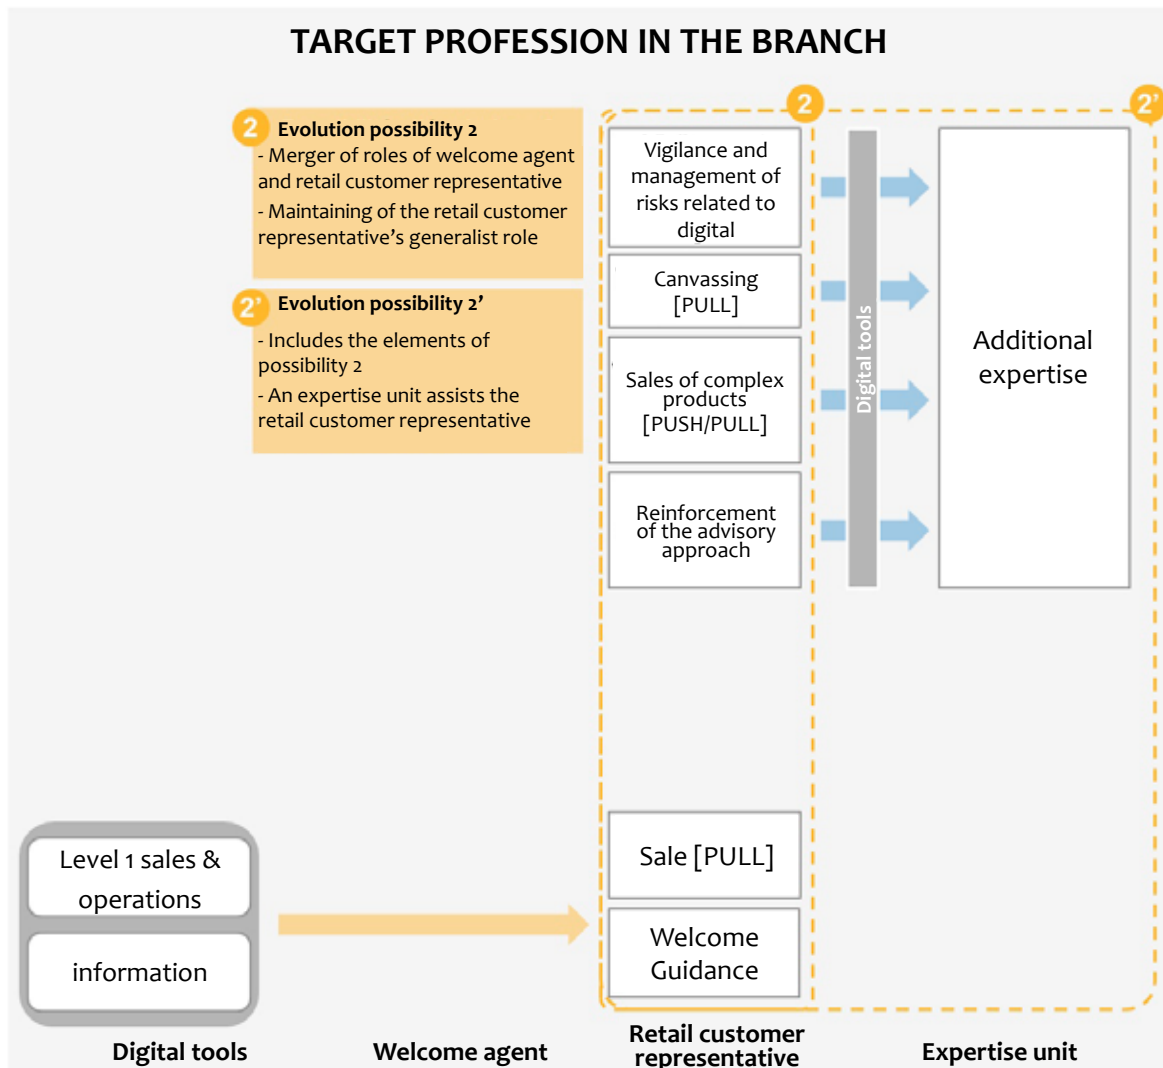 TARGET PROFESSION IN THE BRANCH
2
2'
2
Evolution possibility 2
- Merger of roles of welcome agent
and retail customer representative
- Maintaining of the retail customer
representative's generalist role
2'
Evolution possibility 2'
- Includes the elements of
possibility 2
- An expertise unit assists the
retail customer representative
Vigilance and
management of
risks related to
digital
Canvassing
[PULL]
Sales of complex
products
[PUSH/PULL]
Reinforcement
of the advisory
approach
Digital tools
Additional
expertise
Level 1 sales &
operations
information
Sale [PULL]
Welcome
Guidance
Digital tools
Welcome agent
Retail customer
representative
Expertise unit